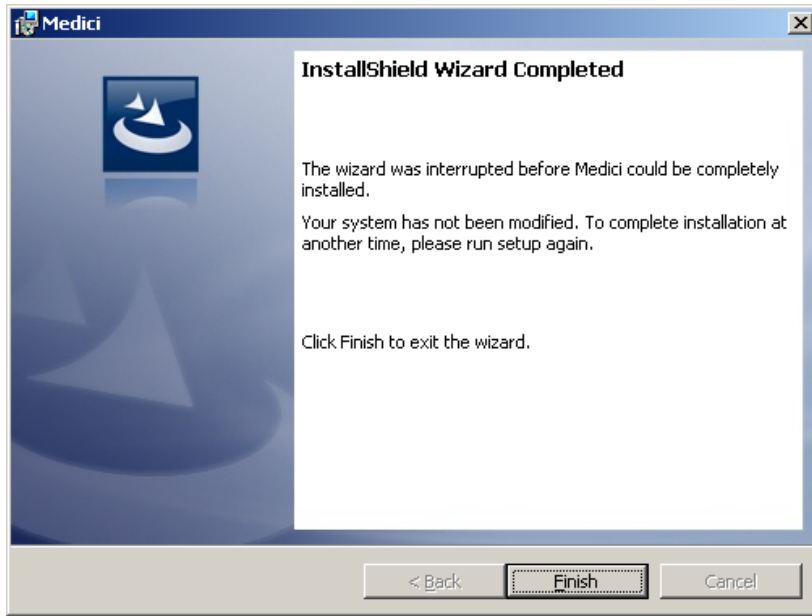 Medici
InstallShield Wizard Completed
The wizard was interrupted before Medici could be completely
installed.
Your system has not been modified. To complete installation at
another time, please run setup again.
Click Finish to exit the wizard.
< Back
Finish
Cancel